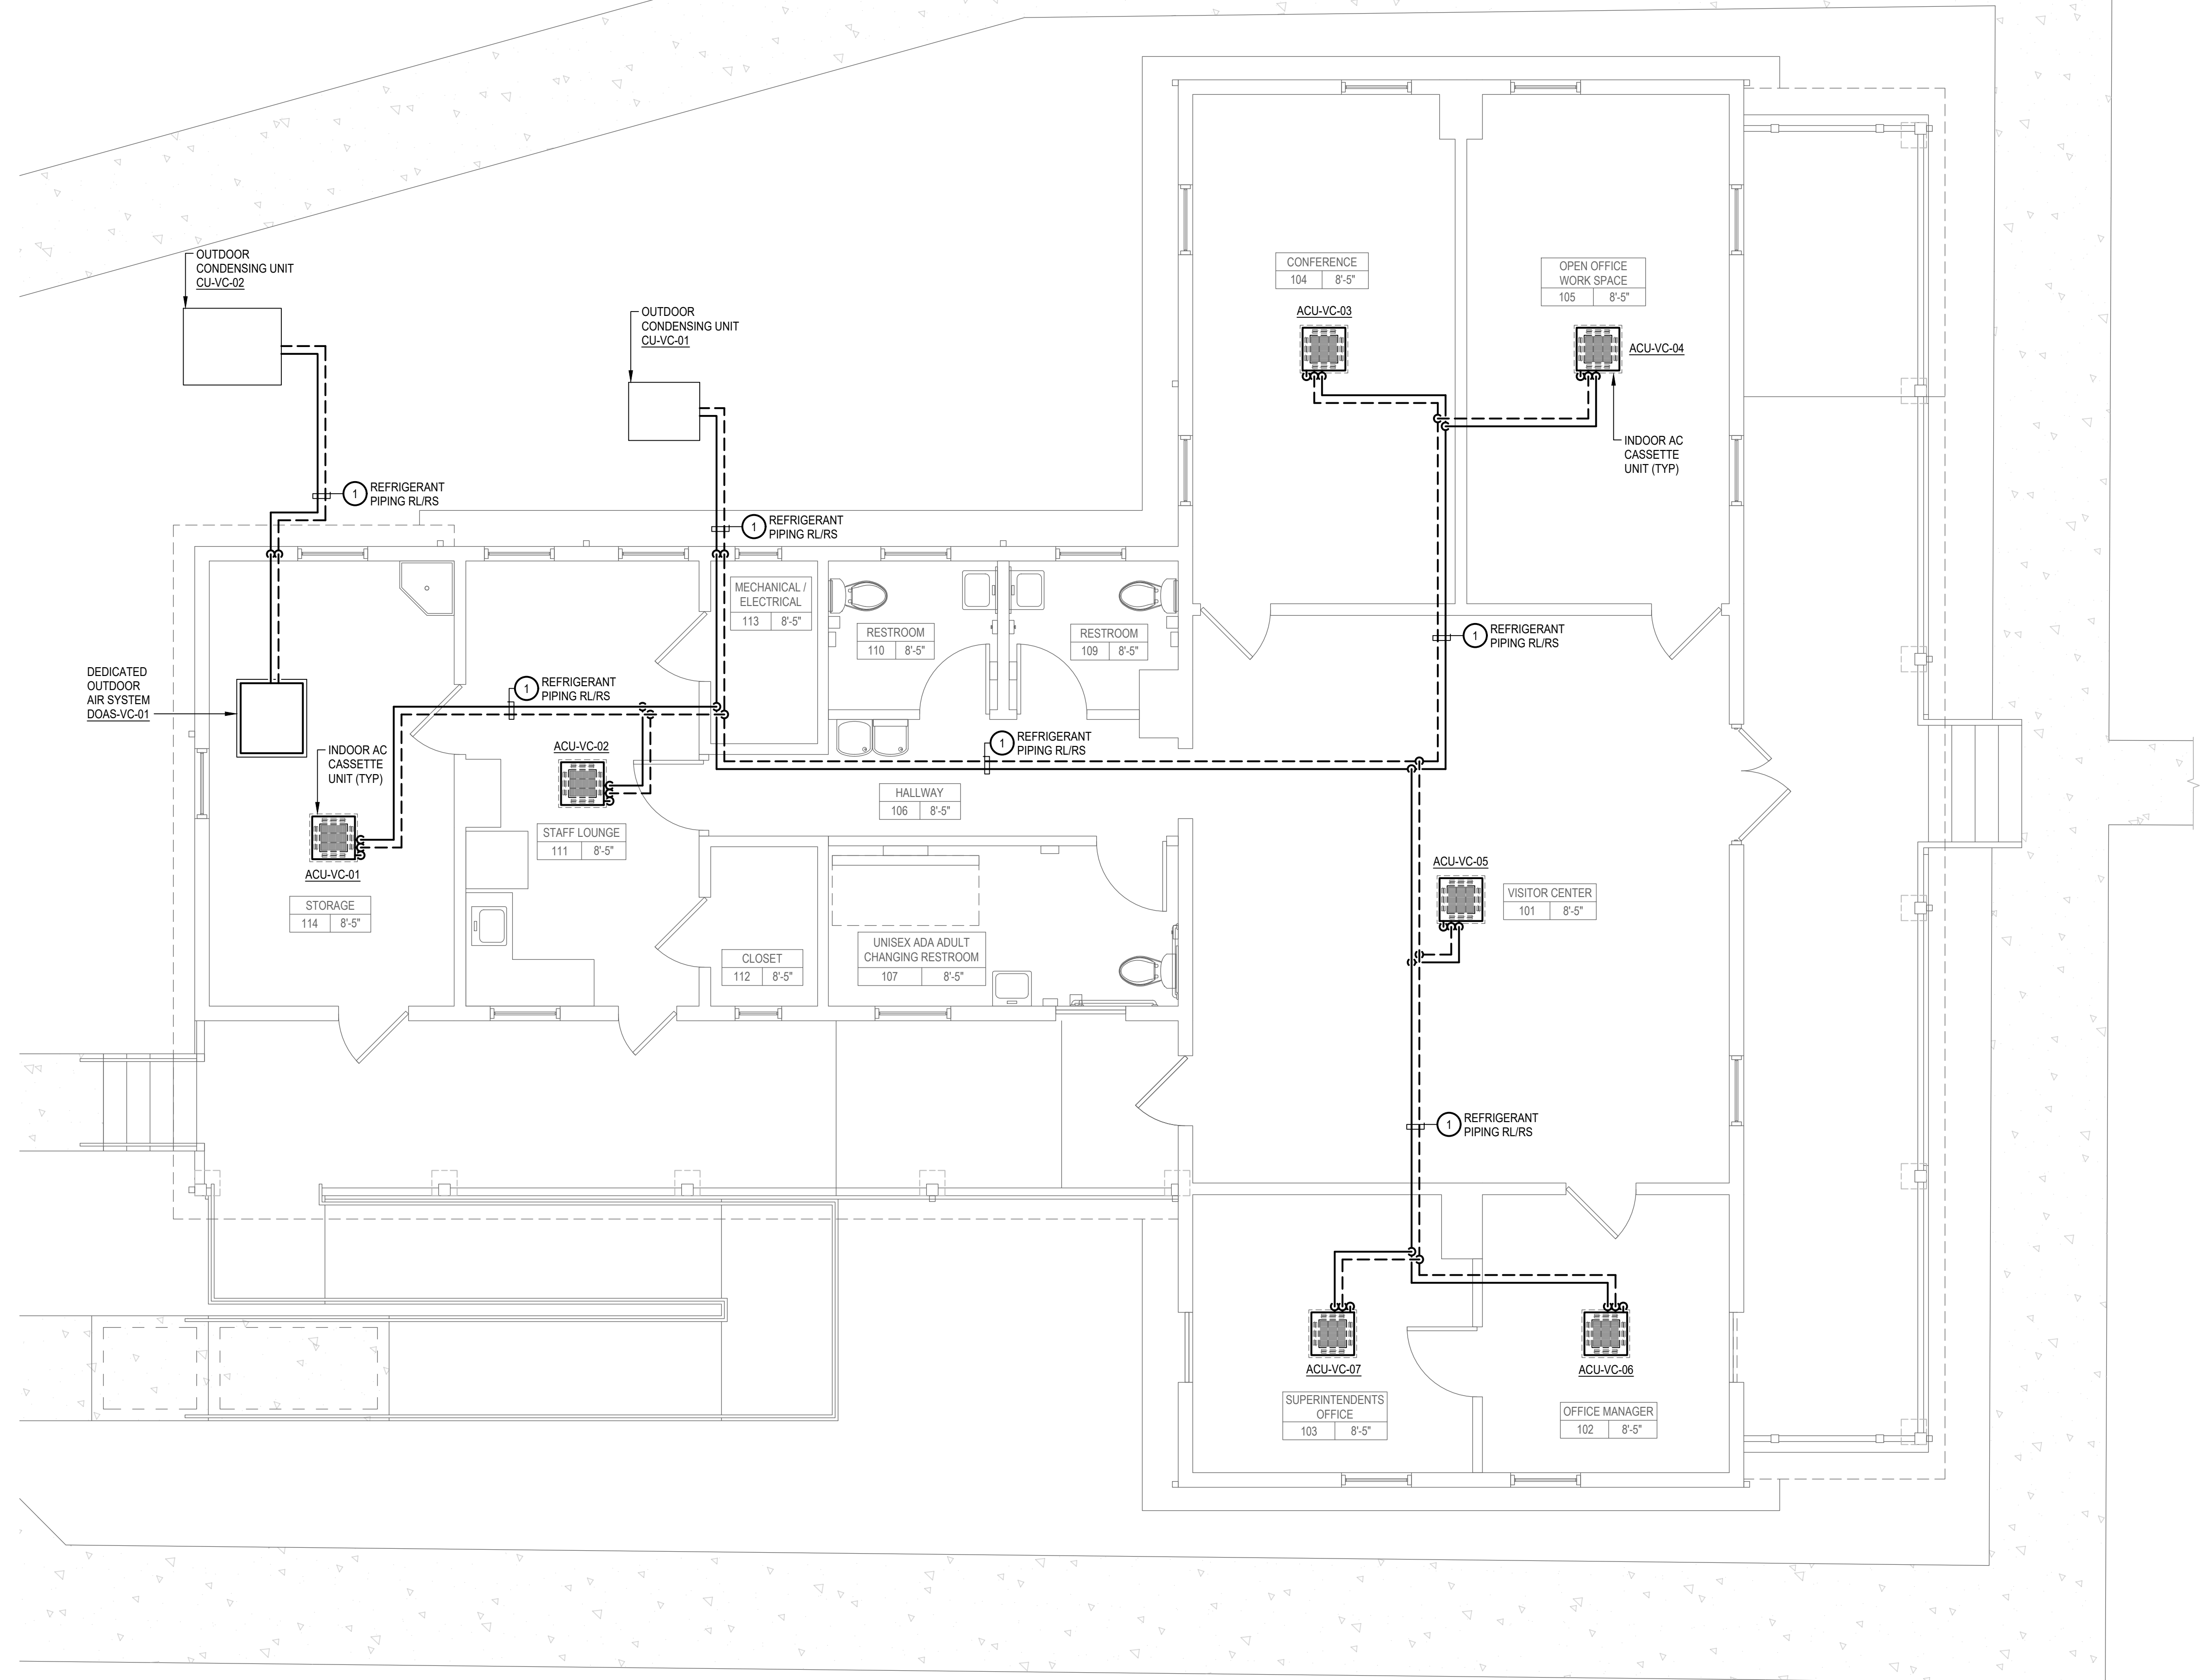 OUTDOOR
CONDENSING UNIT
CU-VC-02
OUTDOOR
CONDENSING UNIT
CU-VC-01
CONFERENCE
104 8'-5"
ACU-VC-03
OPEN OFFICE
WORK SPACE
105 8'-5"
ACU-VC-04
INDOOR AC
CASSETTE
UNIT (TYP)
1 REFRIGERANT
PIPING RL/RS
1 REFRIGERANT
PIPING RL/RS
MECHANICAL /
ELECTRICAL
113 8'-5"
RESTROOM
110 8'-5"
RESTROOM
109 8'-5"
1 REFRIGERANT
PIPING RL/RS
DEDICATED
OUTDOOR
AIR SYSTEM
DOAS-VC-01
1 REFRIGERANT
PIPING RL/RS
INDOOR AC
CASSETTE
UNIT (TYP)
ACU-VC-02
1 REFRIGERANT
PIPING RL/RS
HALLWAY
106 8'-5"
STAFF LOUNGE
111 8'-5"
ACU-VC-01
STORAGE
114 8'-5"
ACU-VC-05
VISITOR CENTER
101 8'-5"
CLOSET
112 8'-5"
UNISEX ADA ADULT
CHANGING RESTROOM
107 8'-5"
1 REFRIGERANT
PIPING RL/RS
ACU-VC-07
SUPERINTENDENTS
OFFICE
103 8'-5"
ACU-VC-06
OFFICE MANAGER
102 8'-5"